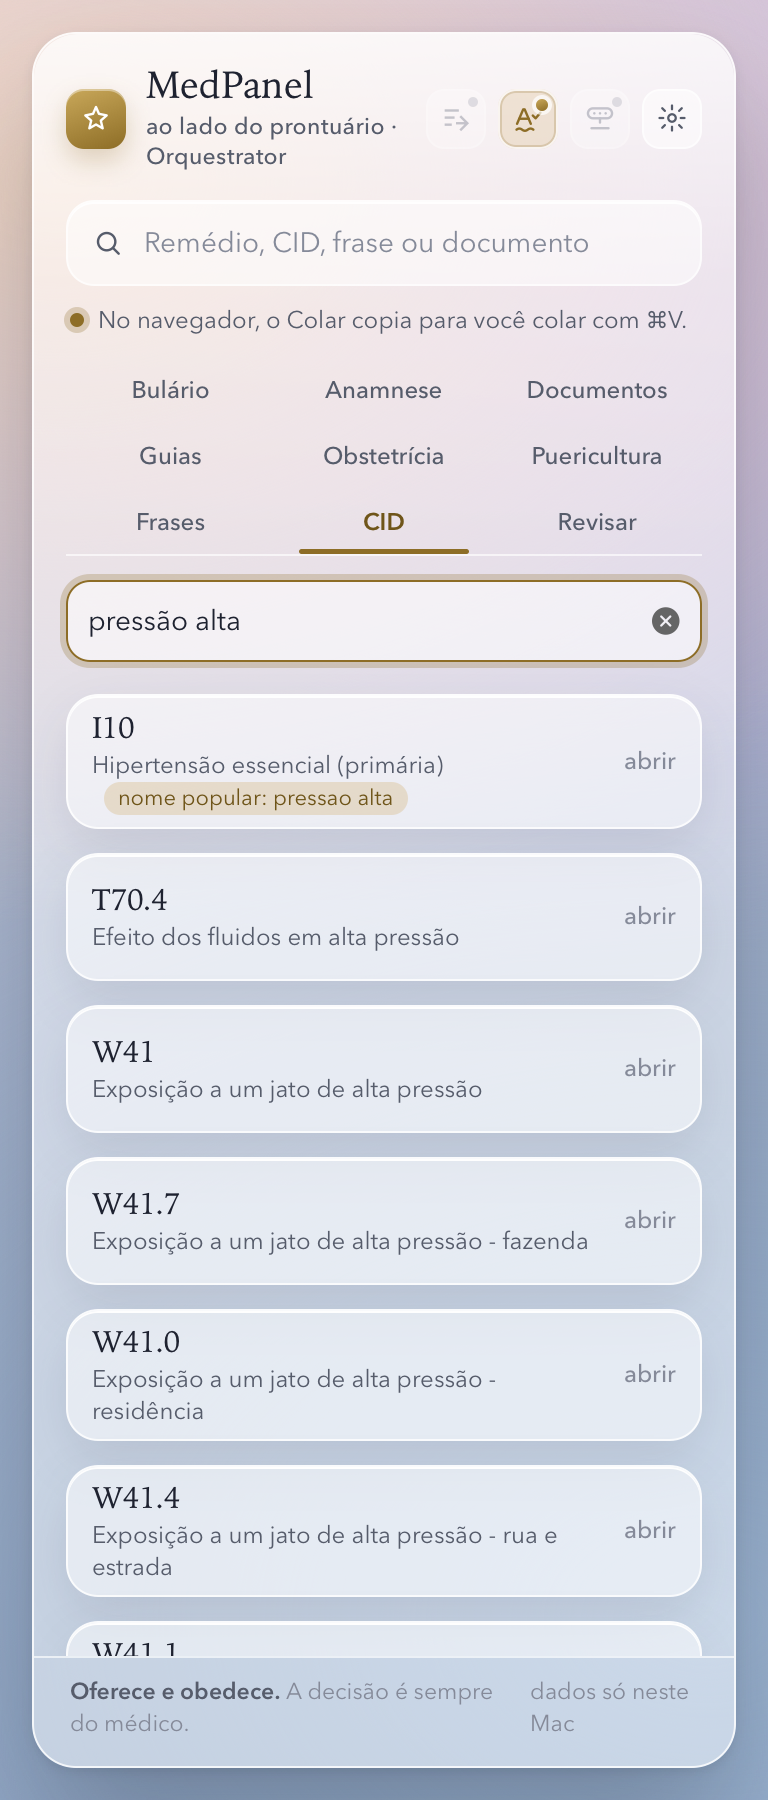 MedPanel
ao lado do prontuário ·
Orquestrator
Remédio, CID, frase ou documento
No navegador, o Colar copia para você colar com ⌘V.
Bulário Anamnese Documentos
Guias Obstetrícia Puericultura
Frases CID Revisar
pressão alta
I10
Hipertensão essencial (primária)
nome popular: pressao alta
abrir
T70.4
Efeito dos fluidos em alta pressão
abrir
W41
Exposição a um jato de alta pressão
abrir
W41.7
Exposição a um jato de alta pressão - fazenda
abrir
W41.0
Exposição a um jato de alta pressão -
residência
abrir
W41.4
Exposição a um jato de alta pressão - rua e
estrada
abrir
W41.1
Oferece e obedece. A decisão é sempre
do médico.
dados só neste
Mac